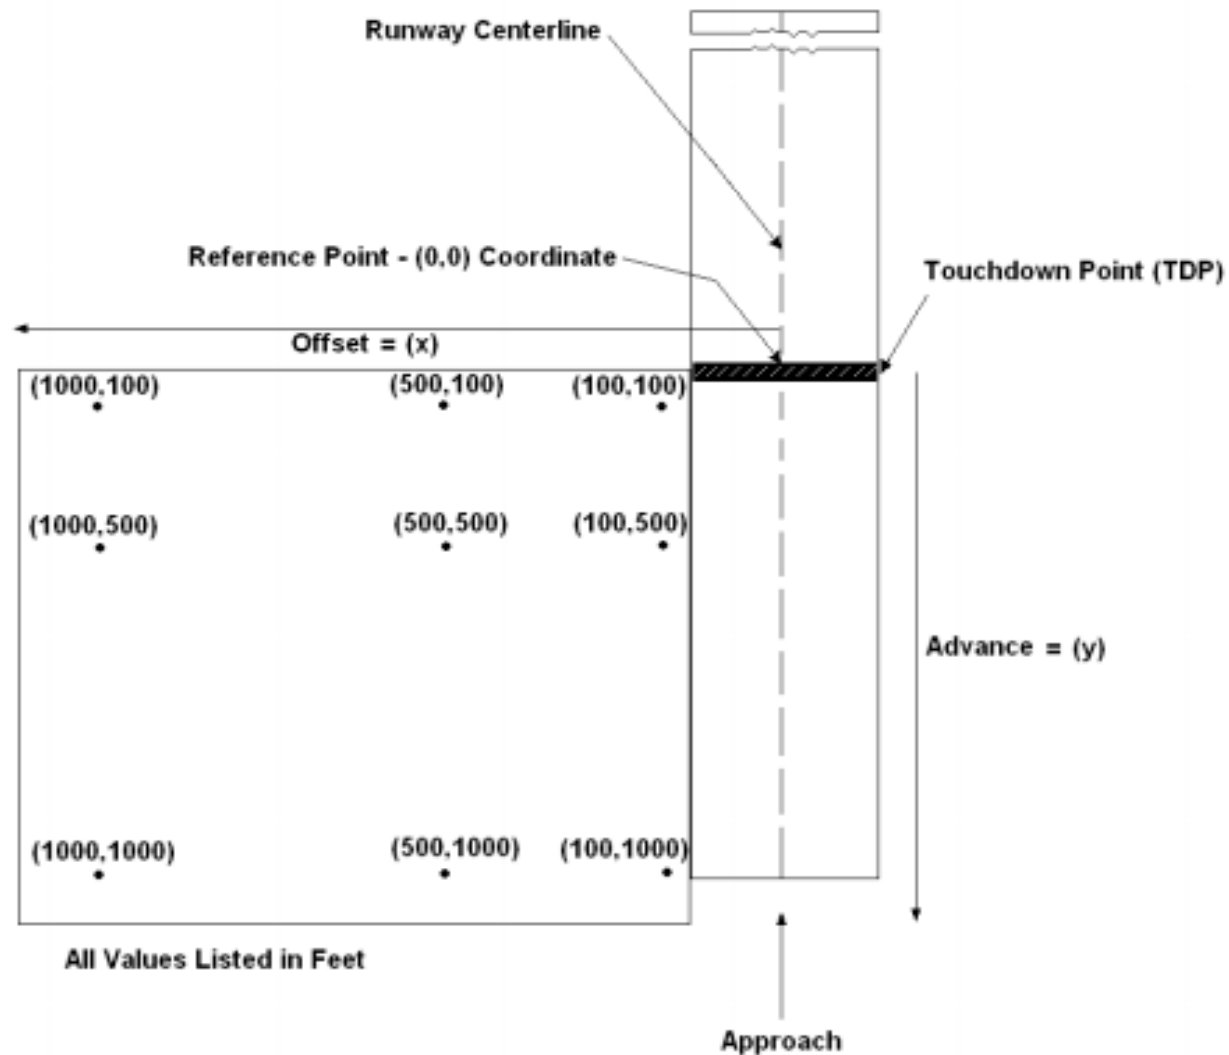 Runway Centerline
Reference Point - (0,0) Coordinate
Touchdown Point (TDP)
Offset = (x)
(1000,100)
(500,100)
(100,100)
(1000,500)
(500,500)
(100,500)
Advance = (y)
(1000,1000)
(500,1000)
(100,1000)
All Values Listed in Feet
Approach